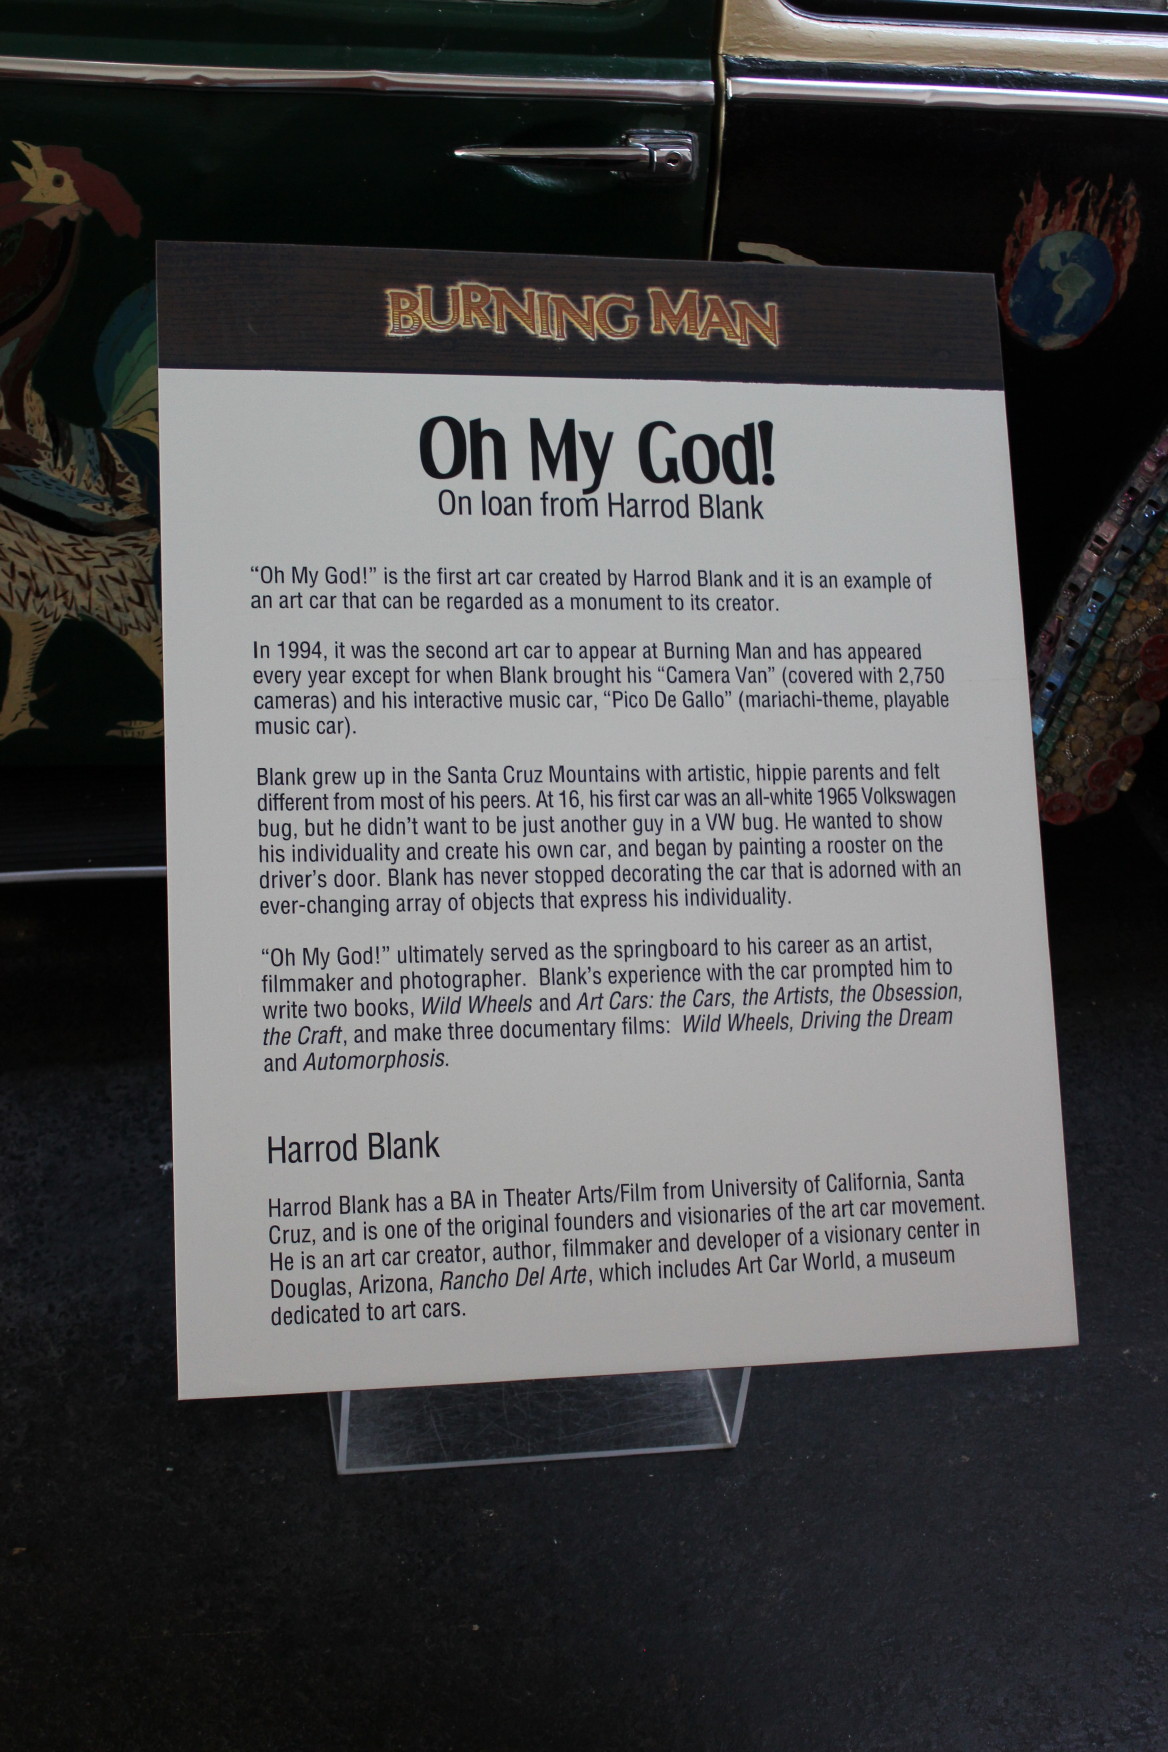 BURNING MAN
Oh My God!
On loan from Harrod Blank
“Oh My God!” is the first art car created by Harrod Blank and it is an example of
an art car that can be regarded as a monument to its creator.
In 1994, it was the second art car to appear at Burning Man and has appeared
every year except for when Blank brought his “Camera Van” (covered with 2,750
cameras) and his interactive music car, “Pico De Gallo” (mariachi-theme, playable
music car).
Blank grew up in the Santa Cruz Mountains with artistic, hippie parents and felt
different from most of his peers. At 16, his first car was an all-white 1965 Volkswagen
bug, but he didn’t want to be just another guy in a VW bug. He wanted to show
his individuality and create his own car, and began by painting a rooster on the
driver’s door. Blank has never stopped decorating the car that is adorned with an
ever-changing array of objects that express his individuality.
“Oh My God!” ultimately served as the springboard to his career as an artist,
filmmaker and photographer.  Blank’s experience with the car prompted him to
write two books, Wild Wheels and Art Cars: the Cars, the Artists, the Obsession,
the Craft, and make three documentary films:  Wild Wheels, Driving the Dream
and Automorphosis.
Harrod Blank
Harrod Blank has a BA in Theater Arts/Film from University of California, Santa
Cruz, and is one of the original founders and visionaries of the art car movement.
He is an art car creator, author, filmmaker and developer of a visionary center in
Douglas, Arizona, Rancho Del Arte, which includes Art Car World, a museum
dedicated to art cars.